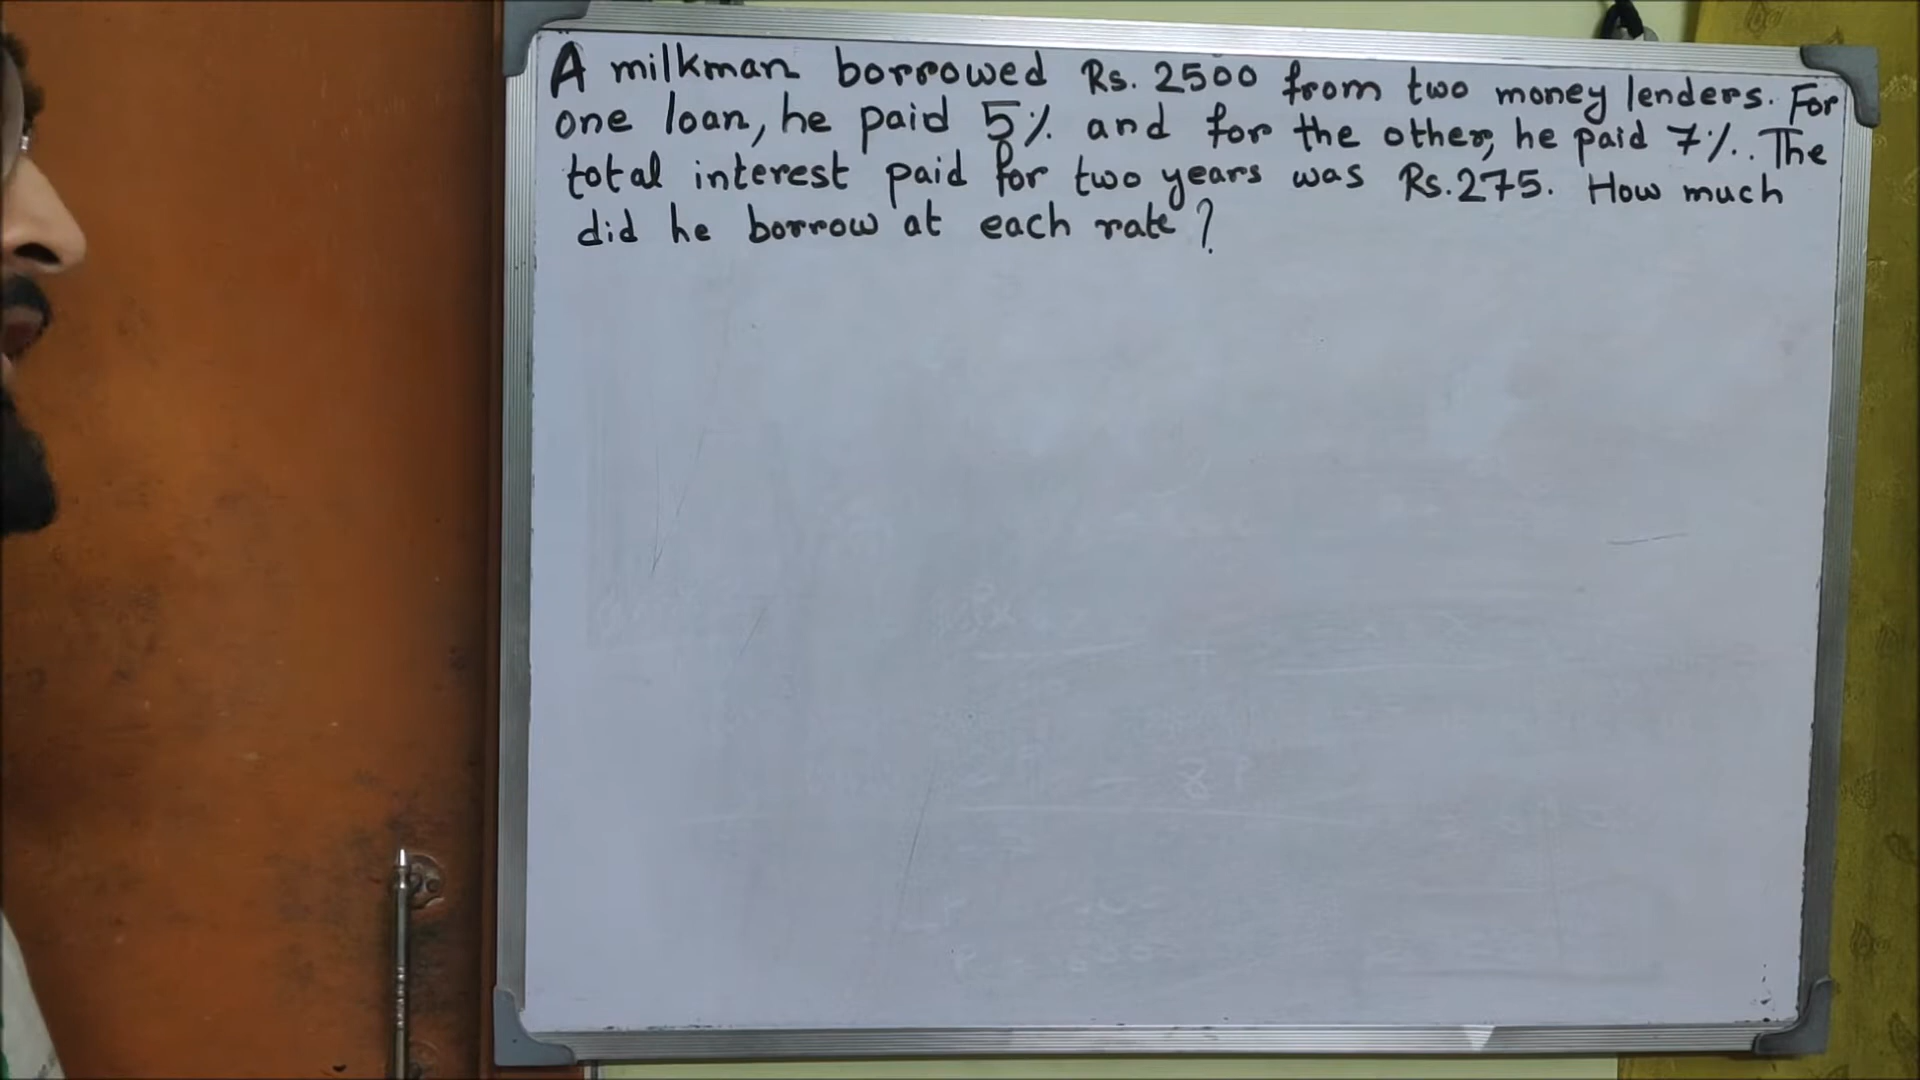 A milkman borrowed Rs. 2500 from two money lenders. For
one loan, he paid 5% and for the other, he paid 7%. The
total interest paid for two years was Rs.275. How much
did he borrow at each rate?